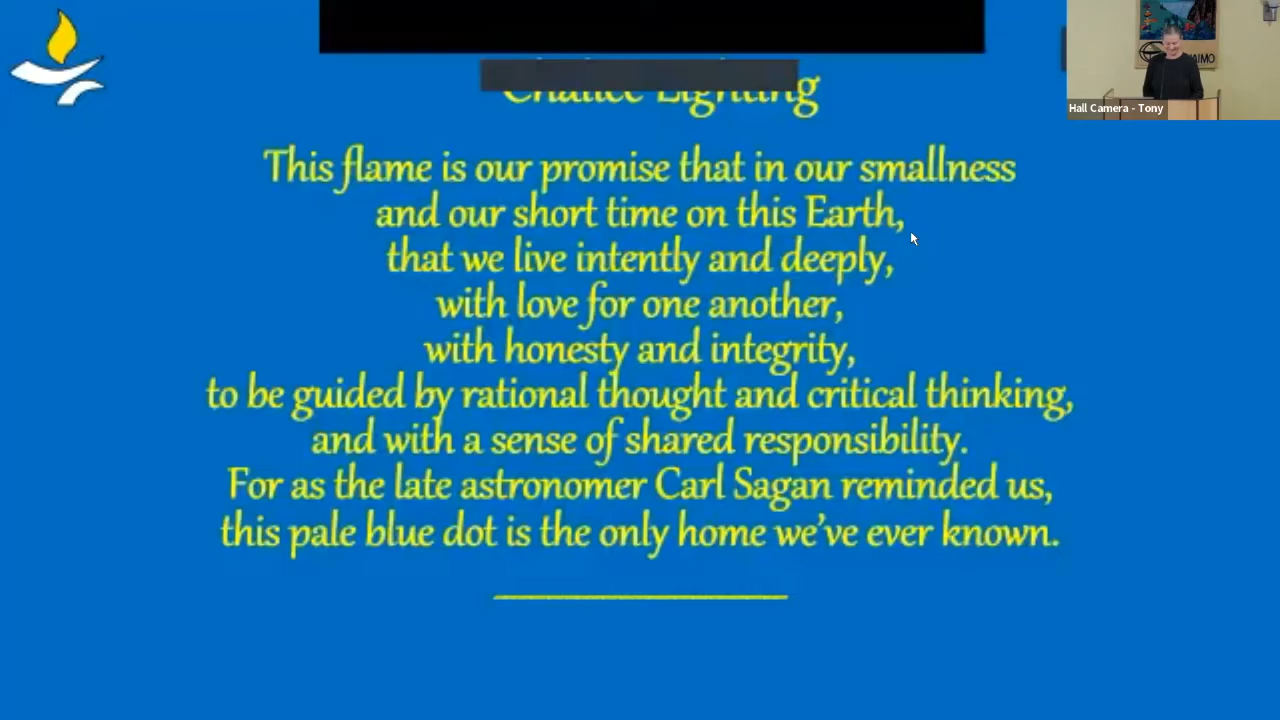 Chalice Lighting
This flame is our promise that in our smallness
and our short time on this Earth,
that we live intently and deeply,
with love for one another,
with honesty and integrity,
to be guided by rational thought and critical thinking,
and with a sense of shared responsibility.
For as the late astronomer Carl Sagan reminded us,
this pale blue dot is the only home we've ever known.
Hall Camera - Tony